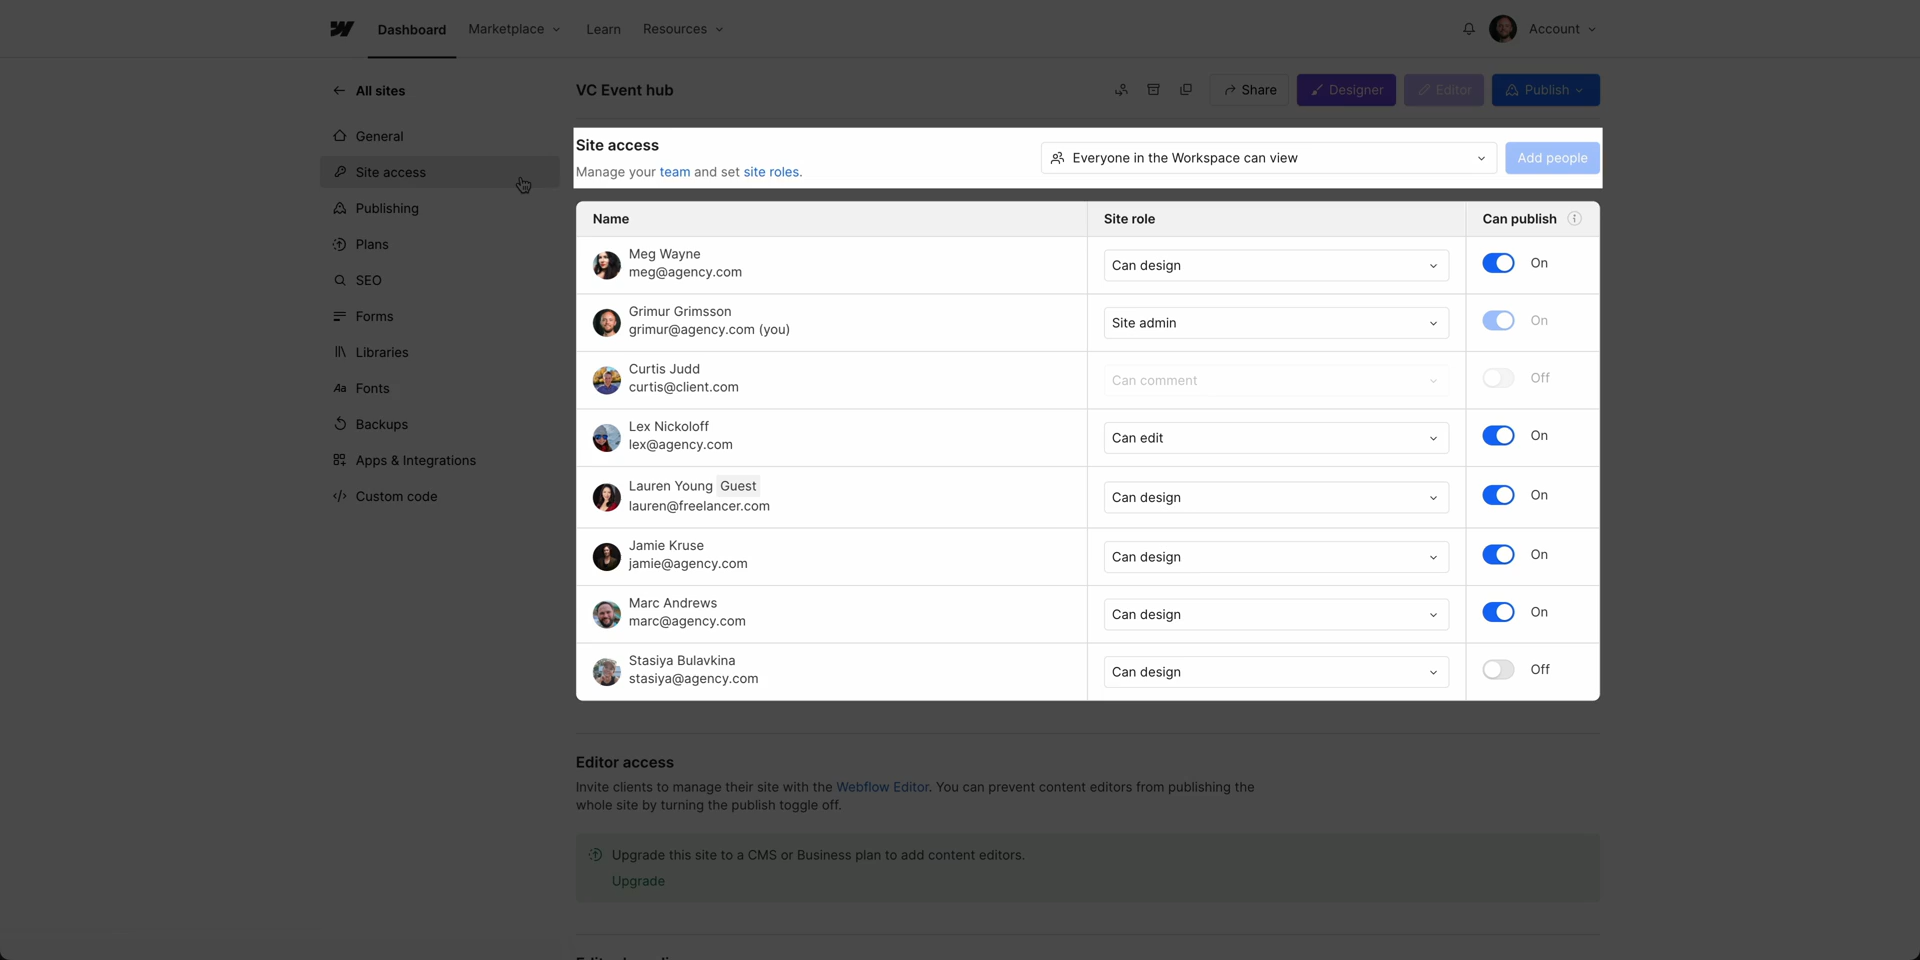 Dashboard
Marketplace
Learn
Resources
Account
All sites
VC Event hub
Share
Designer
Editor
Publish
General
Site access
Publishing
Plans
SEO
Forms
Libraries
Aa Fonts
Backups
Apps & Integrations
Custom code
Site access
Manage your team and set site roles.
Everyone in the Workspace can view
Add people
Name
Site role
Can publish
Meg Wayne
meg@agency.com
Can design
On
Grimur Grimsson
grimur@agency.com (you)
Site admin
On
Curtis Judd
curtis@client.com
Can comment
Off
Lex Nickoloff
lex@agency.com
Can edit
On
Lauren Young Guest
lauren@freelancer.com
Can design
On
Jamie Kruse
jamie@agency.com
Can design
On
Marc Andrews
marc@agency.com
Can design
On
Stasiya Bulavkina
stasiya@agency.com
Can design
Off
Editor access
Invite clients to manage their site with the Webflow Editor. You can prevent content editors from publishing the
whole site by turning the publish toggle off.
Upgrade this site to a CMS or Business plan to add content editors.
Upgrade